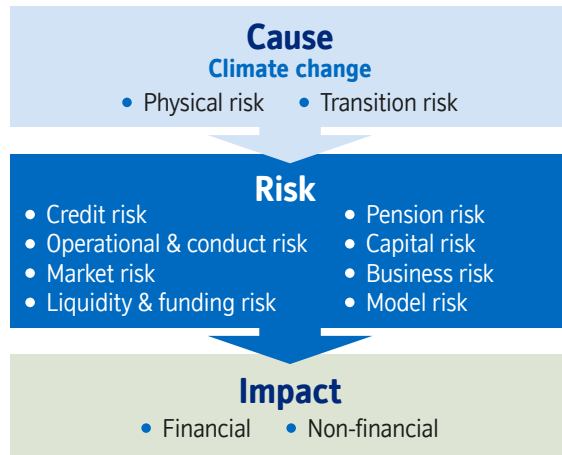 Cause
Climate change
• Physical risk • Transition risk
Risk
• Credit risk
• Operational & conduct risk
• Market risk
• Liquidity & funding risk
• Pension risk
• Capital risk
• Business risk
• Model risk
Impact
• Financial • Non-financial